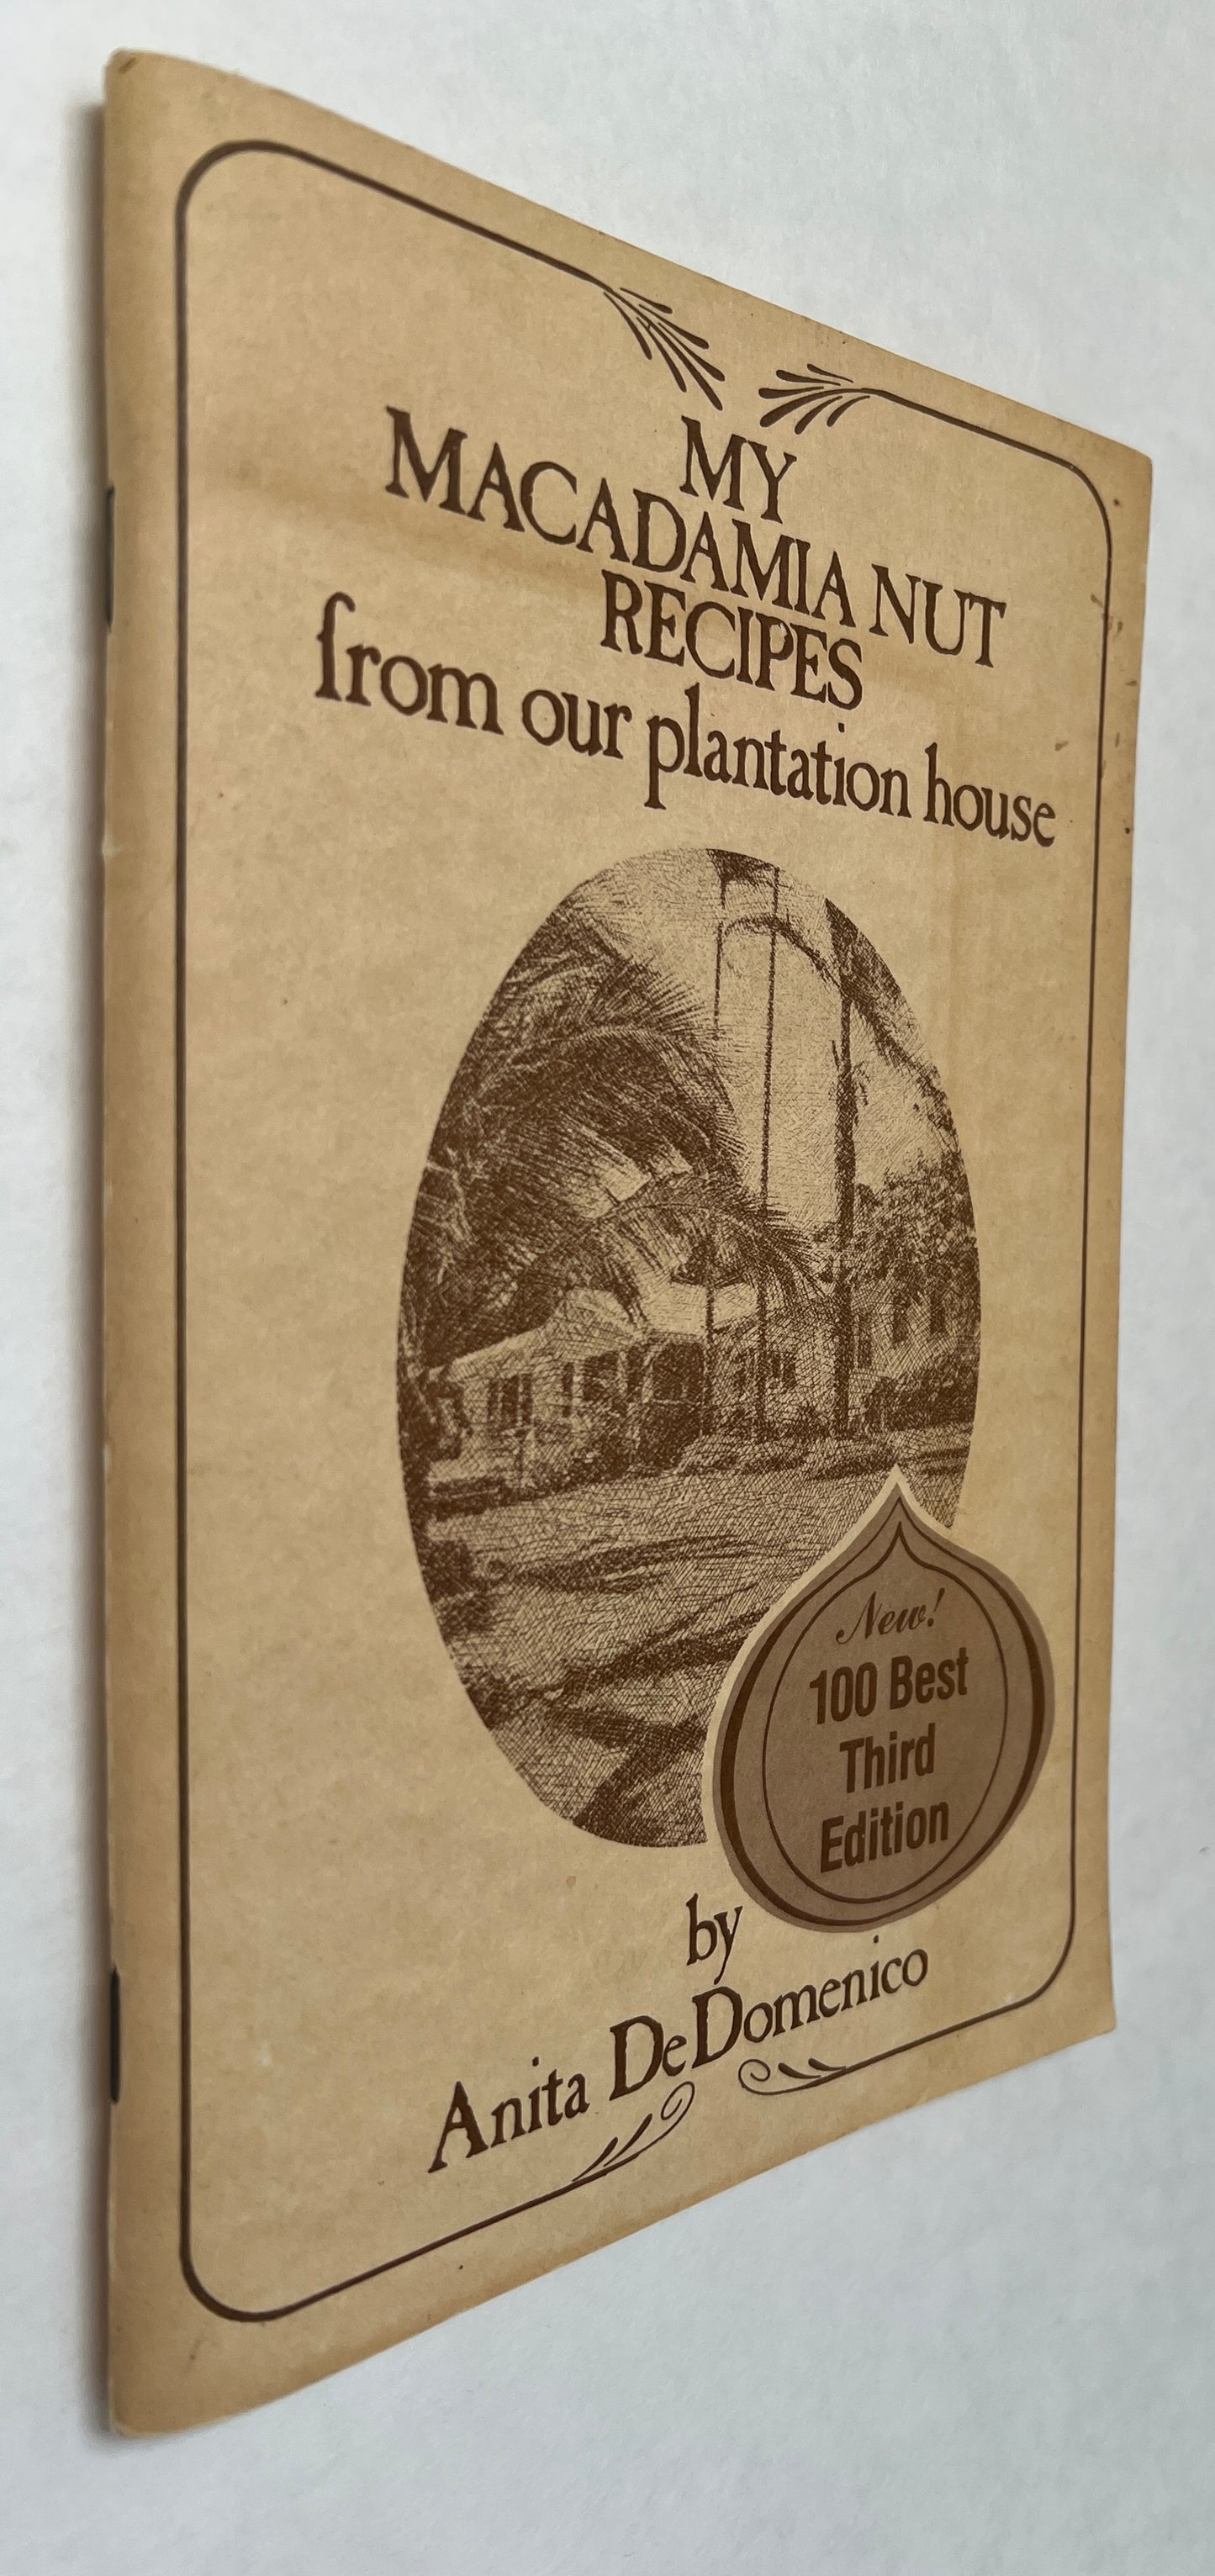 MY
MACADAMIA NUT
RECIPES
from our plantation house
New!
100 Best
Third
Edition
by
Anita DeDomenico